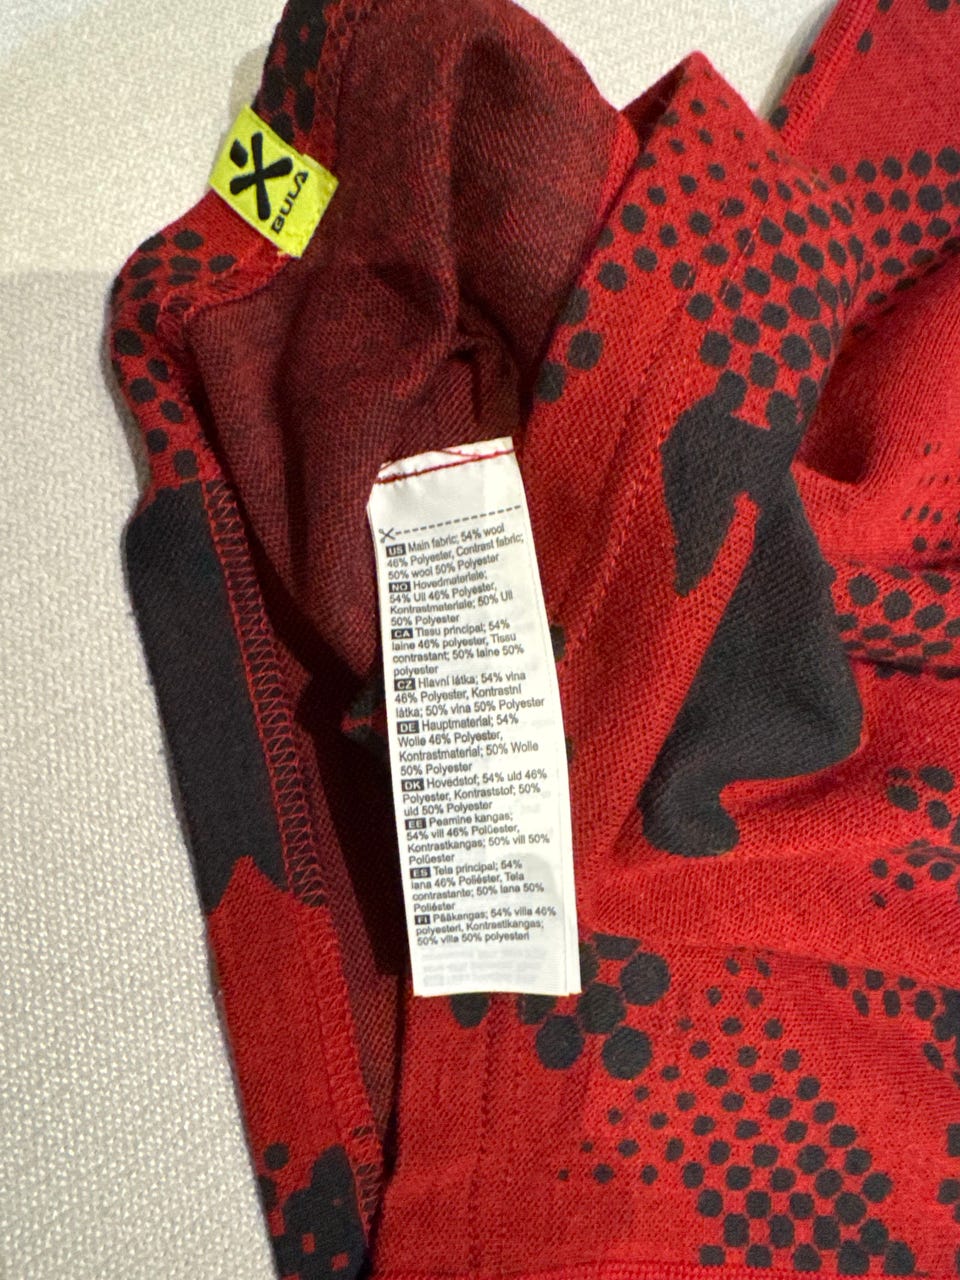 BULA
US Main fabric; 54% wool
46% Polyester, Contrast fabric;
50% wool 50% Polyester
NO Hovedmateriale;
54% Ull 46% Polyester,
Kontrastmateriale; 50% Ull
50% Polyester
CA Tissu principal; 54%
laine 46% polyester, Tissu
contrastant; 50% laine 50%
polyester
CZ Hlavní látka; 54% vlna
46% Polyester, Kontrastní
látka; 50% vlna 50% Polyester
DE Hauptmaterial; 54%
Wolle 46% Polyester,
Kontrastmaterial; 50% Wolle
50% Polyester
DK Hovedstof; 54% uld 46%
Polyester, Kontraststof; 50%
uld 50% Polyester
EE Peamine kangas;
54% vill 46% Polüester,
Kontrastkangas; 50% vill 50%
Polüester
ES Tela principal; 54%
lana 46% Poliéster, Tela
contrastante; 50% lana 50%
Poliéster
FI Pääkangas; 54% villa 46%
polyesteri, Kontrastikangas;
50% villa 50% polyesteri